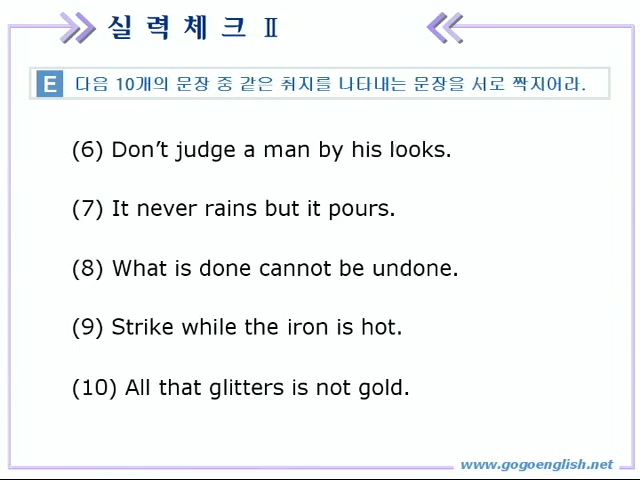 실 력 체 크 Ⅱ
E 다음 10개의 문장 중 같은 취지를 나타내는 문장을 서로 짝지어라.
(6) Don’t judge a man by his looks.
(7) It never rains but it pours.
(8) What is done cannot be undone.
(9) Strike while the iron is hot.
(10) All that glitters is not gold.
www.gogoenglish.net